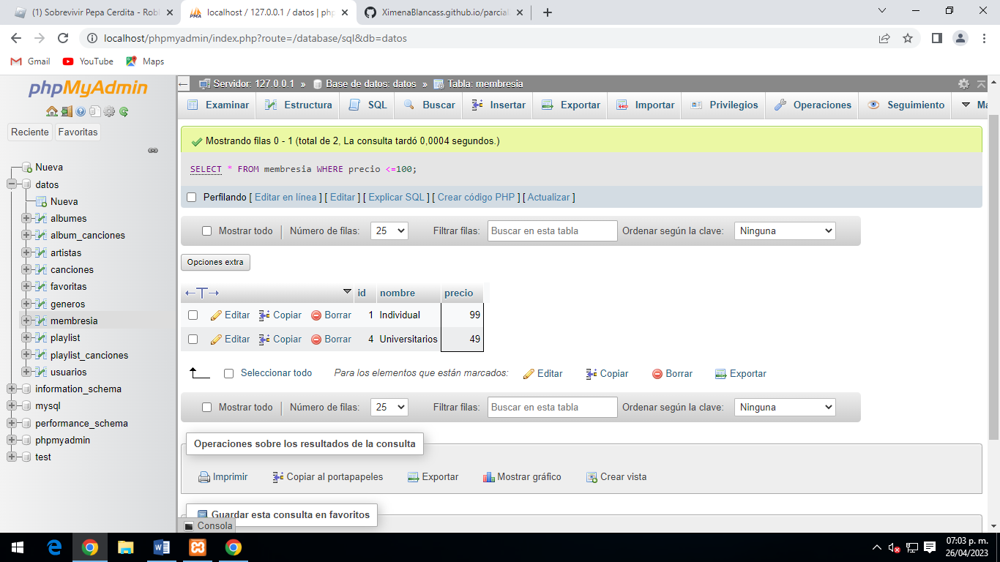 (1) Sobrevivir Pepa Cerdita - Robl
localhost / 127.0.0.1 / datos | php
XimenaBlancass.github.io/parcial.
localhost/phpmyadmin/index.php?route=/database/sql&db=datos
Gmail
YouTube
Maps
phpMyAdmin
Reciente
Favoritas
Nueva
datos
Nueva
albumes
album_canciones
artistas
canciones
favoritas
generos
membresia
playlist
playlist_canciones
usuarios
information_schema
mysql
performance_schema
phpmyadmin
test
Servidor: 127.0.0.1 » Base de datos: datos » Tabla: membresia
Examinar Estructura SQL Buscar Insertar Exportar Importar Privilegios Operaciones Seguimiento Ma
Mostrando filas 0 - 1 (total de 2, La consulta tardó 0,0004 segundos.)
SELECT * FROM membresia WHERE precio <=100;
Perfilando [ Editar en línea ] [ Editar ] [ Explicar SQL ] [ Crear código PHP ] [ Actualizar ]
Mostrar todo | Número de filas: 25 Filtrar filas: Buscar en esta tabla Ordenar según la clave: Ninguna
Opciones extra
←T→ id nombre precio
Editar Copiar Borrar 1 Individual 99
Editar Copiar Borrar 4 Universitarios 49
Seleccionar todo Para los elementos que están marcados: Editar Copiar Borrar Exportar
Mostrar todo | Número de filas: 25 Filtrar filas: Buscar en esta tabla Ordenar según la clave: Ninguna
Operaciones sobre los resultados de la consulta
Imprimir Copiar al portapapeles Exportar Mostrar gráfico Crear vista
Guardar esta consulta en favoritos
Consola
07:03 p. m.
26/04/2023